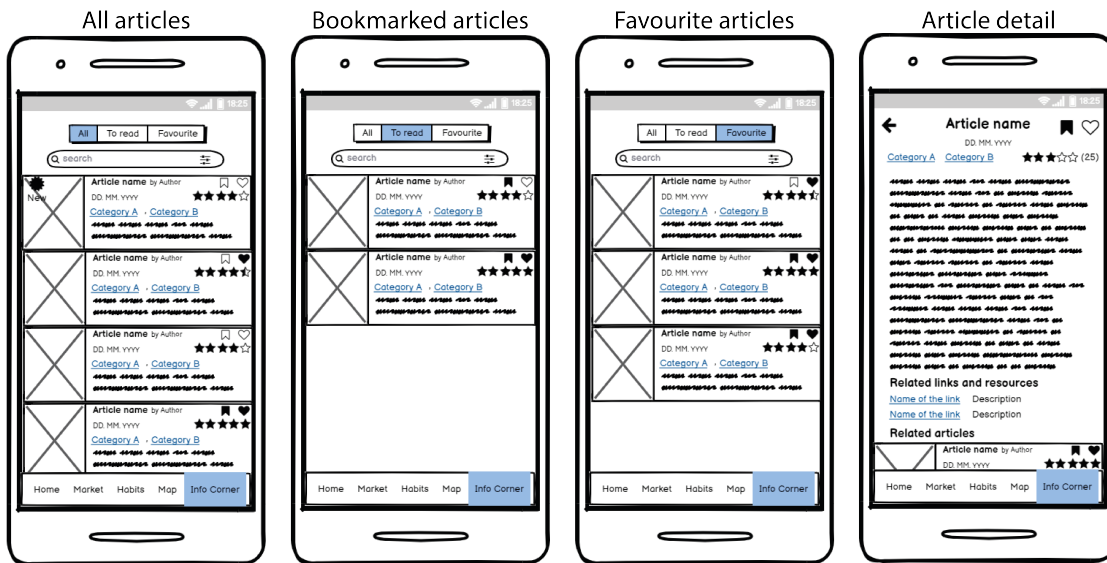 All articles
18:25
All To read Favourite
search
New
Article name by Author
DD. MM. YYYY
Category A , Category B
Article name by Author
DD. MM. YYYY
Category A , Category B
Article name by Author
DD. MM. YYYY
Category A , Category B
Article name by Author
DD. MM. YYYY
Category A , Category B
Home Market Habits Map Info Corner
Bookmarked articles
18:25
All To read Favourite
search
Article name by Author
DD. MM. YYYY
Category A , Category B
Article name by Author
DD. MM. YYYY
Category A , Category B
Home Market Habits Map Info Corner
Favourite articles
18:25
All To read Favourite
search
Article name by Author
DD. MM. YYYY
Category A , Category B
Article name by Author
DD. MM. YYYY
Category A , Category B
Article name by Author
DD. MM. YYYY
Category A , Category B
Home Market Habits Map Info Corner
Article detail
18:25
Article name
DD. MM. YYYY
Category A Category B (25)
Related links and resources
Name of the link Description
Name of the link Description
Related articles
Article name by Author
DD. MM. YYYY
Home Market Habits Map Info Corner